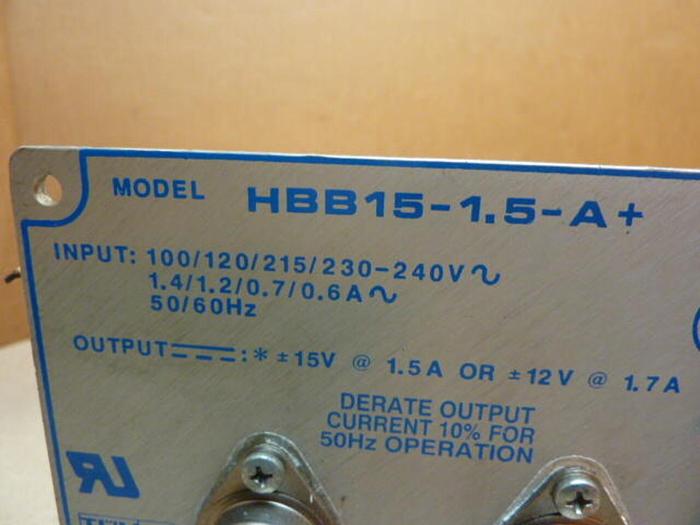 MODEL HBB15-1.5-A+
INPUT: 100/120/215/230-240V∿
1.4/1.2/0.7/0.6A∿
50/60Hz
OUTPUT⎓:*±15V @ 1.5A OR ±12V @ 1.7A
DERATE OUTPUT
CURRENT 10% FOR
50Hz OPERATION
RU